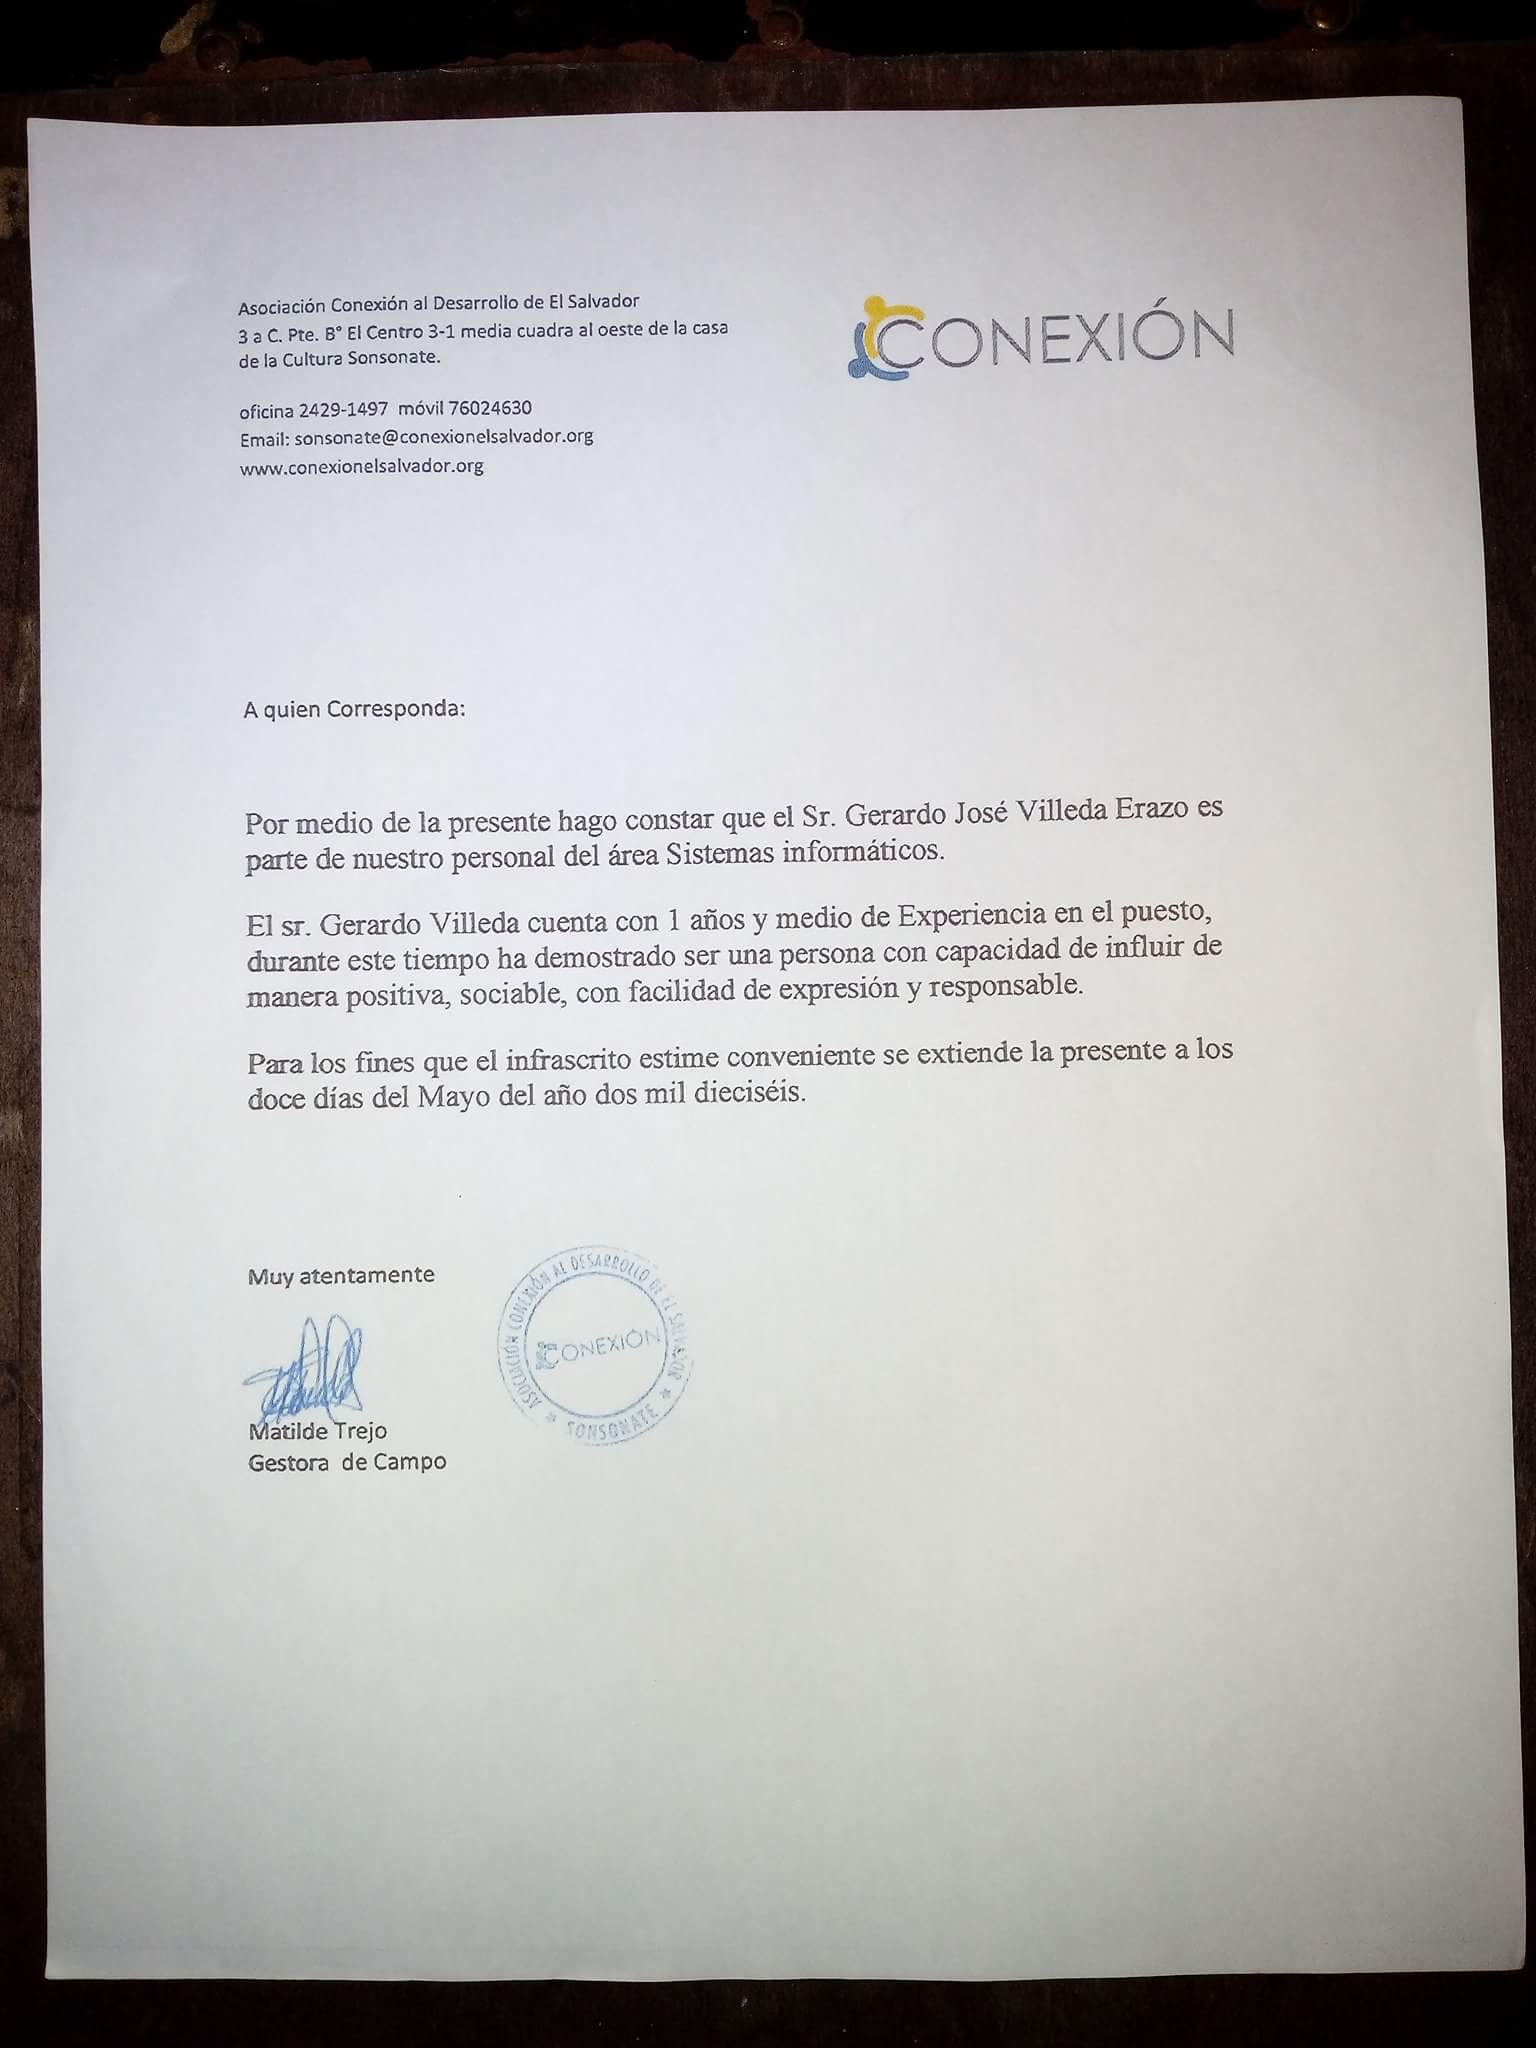 Asociación Conexión al Desarrollo de El Salvador
3 a C. Pte. B° El Centro 3-1 media cuadra al oeste de la casa
de la Cultura Sonsonate.
oficina 2429-1497 móvil 76024630
Email: sonsonate@conexionelsalvador.org
www.conexionelsalvador.org
CONEXIÓN
A quien Corresponda:
Por medio de la presente hago constar que el Sr. Gerardo José Villeda Erazo es
parte de nuestro personal del área Sistemas informáticos.
El sr. Gerardo Villeda cuenta con 1 años y medio de Experiencia en el puesto,
durante este tiempo ha demostrado ser una persona con capacidad de influir de
manera positiva, sociable, con facilidad de expresión y responsable.
Para los fines que el infrascrito estime conveniente se extiende la presente a los
doce días del Mayo del año dos mil dieciséis.
Muy atentamente
Matilde Trejo
Gestora de Campo
ASOCIACIÓN CONEXIÓN AL DESARROLLO DE EL SALVADOR
CONEXIÓN
* SONSONATE *